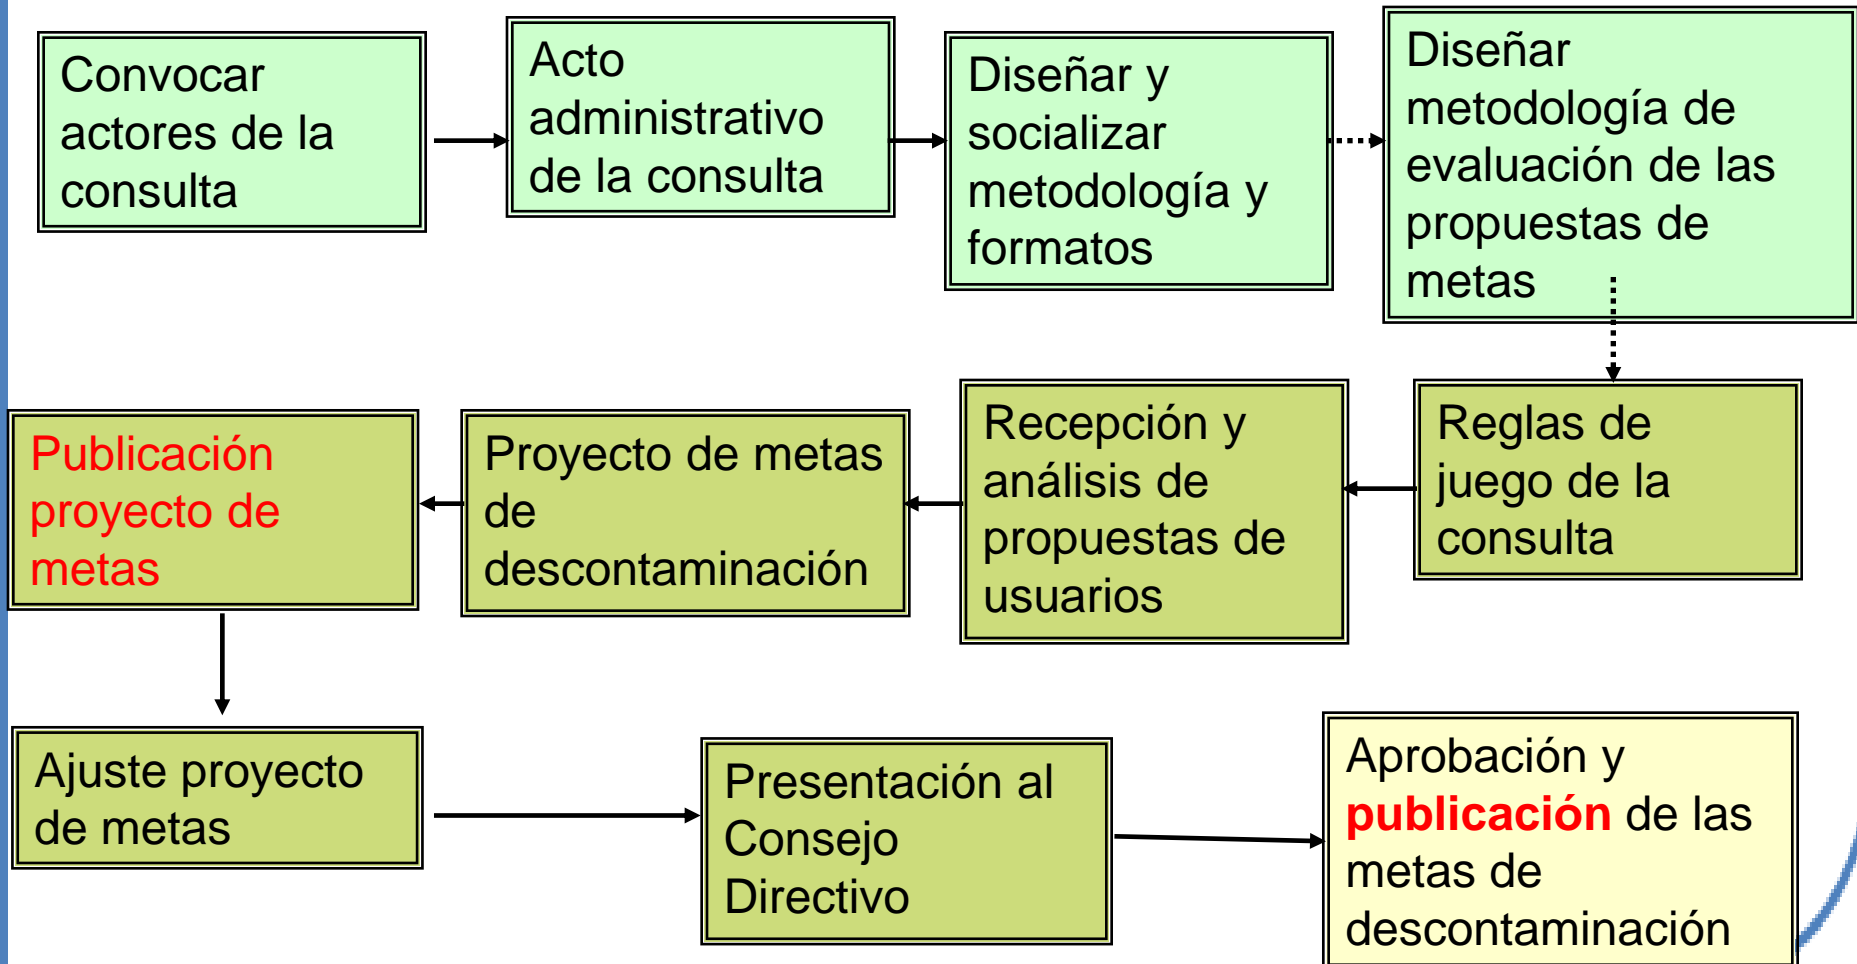 Convocar
actores de la
consulta
Acto
administrativo
de la consulta
Diseñar y
socializar
metodología y
formatos
Diseñar
metodología de
evaluación de las
propuestas de
metas
Reglas de
juego de la
consulta
Recepción y
análisis de
propuestas de
usuarios
Proyecto de metas
de
descontaminación
Publicación
proyecto de
metas
Ajuste proyecto
de metas
Presentación al
Consejo
Directivo
Aprobación y
publicación de las
metas de
descontaminación